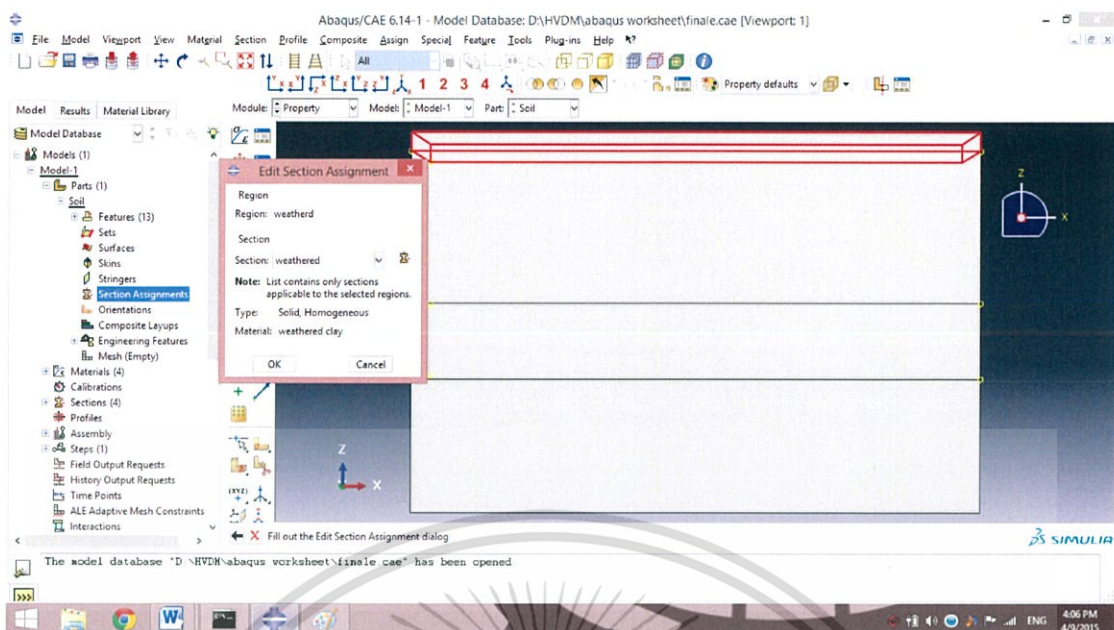 Abaqus/CAE 6.14-1 - Model Database: D:\HVDM\abaqus worksheet\finale.cae [Viewport: 1]
File Model Viewport View Material Section Profile Composite Assign Special Feature Tools Plug-ins Help
All
1 2 3 4 Property defaults
Model Results Material Library Module: Property Model: Model-1 Part: Soil
Model Database
Models (1)
Model-1
Parts (1)
Soil
Features (13)
Sets
Surfaces
Skins
Stringers
Section Assignments
Orientations
Composite Layups
Engineering Features
Mesh (Empty)
Materials (4)
Calibrations
Sections (4)
Profiles
Assembly
Steps (1)
Field Output Requests
History Output Requests
Time Points
ALE Adaptive Mesh Constraints
Interactions
Edit Section Assignment
Region
Region: weatherd
Section
Section: weathered
Note: List contains only sections
applicable to the selected regions.
Type: Solid, Homogeneous
Material: weathered clay
OK Cancel
(XYZ)
Z
X
Z
X
Fill out the Edit Section Assignment dialog
SIMULIA
The model database "D:\HVDM\abaqus worksheet\finale.cae" has been opened.
>>>
ENG 4:06 PM
4/9/2015